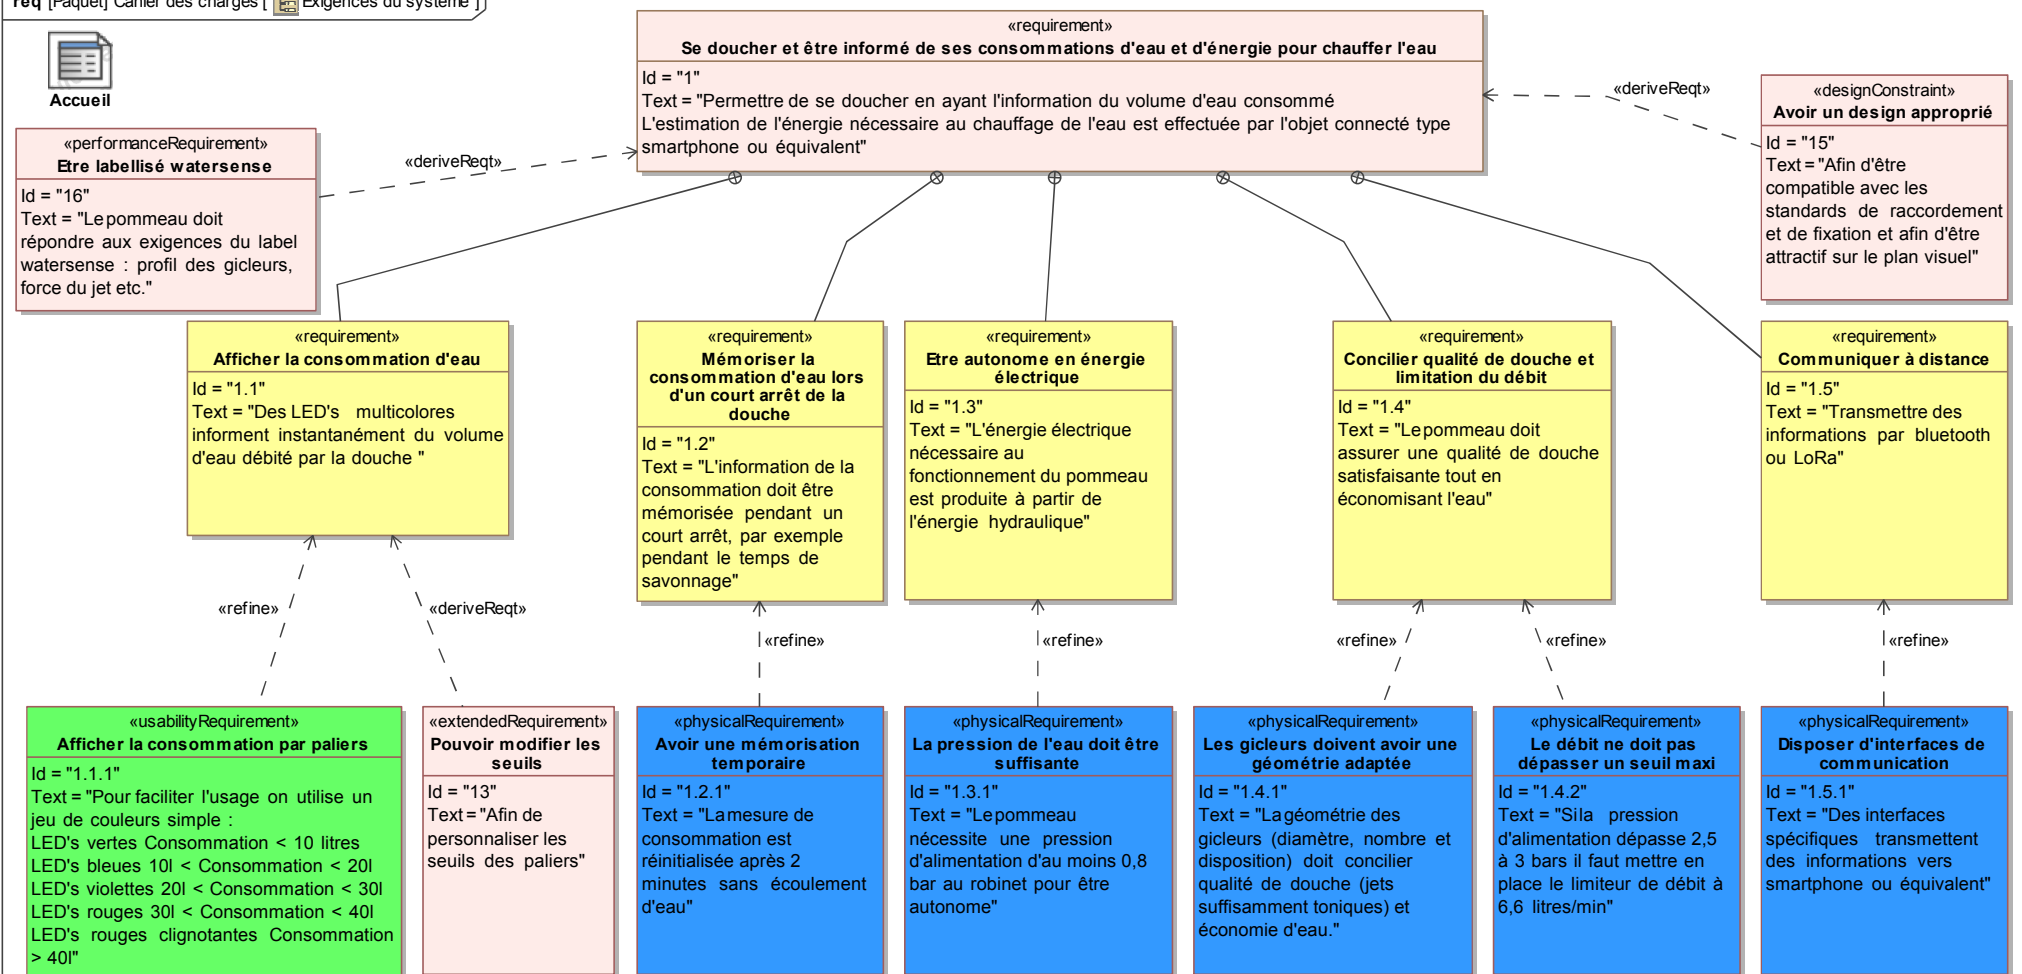 req [Paquet] Cahier des charges [ Exigences du système ]
Accueil
«requirement»
Se doucher et être informé de ses consommations d'eau et d'énergie pour chauffer l'eau
Id = "1"
Text = "Permettre de se doucher en ayant l'information du volume d'eau consommé
L'estimation de l'énergie nécessaire au chauffage de l'eau est effectuée par l'objet connecté type
smartphone ou équivalent"
«deriveReqt»
«designConstraint»
Avoir un design approprié
Id = "15"
Text = "Afin d'être
compatible avec les
standards de raccordement
et de fixation et afin d'être
attractif sur le plan visuel"
«performanceRequirement»
Etre labellisé watersense
Id = "16"
Text = "Le pommeau doit
répondre aux exigences du label
watersense : profil des gicleurs,
force du jet etc."
«deriveReqt»
«requirement»
Afficher la consommation d'eau
Id = "1.1"
Text = "Des LED's multicolores
informent instantanément du volume
d'eau débité par la douche "
«requirement»
Mémoriser la
consommation d'eau lors
d'un court arrêt de la
douche
Id = "1.2"
Text = "L'information de la
consommation doit être
mémorisée pendant un
court arrêt, par exemple
pendant le temps de
savonnage"
«requirement»
Etre autonome en énergie
électrique
Id = "1.3"
Text = "L'énergie électrique
nécessaire au
fonctionnement du pommeau
est produite à partir de
l'énergie hydraulique"
«requirement»
Concilier qualité de douche et
limitation du débit
Id = "1.4"
Text = "Le pommeau doit
assurer une qualité de douche
satisfaisante tout en
économisant l'eau"
«requirement»
Communiquer à distance
Id = "1.5"
Text = "Transmettre des
informations par bluetooth
ou LoRa"
«refine»
«deriveReqt»
«refine»
«refine»
«refine»
«refine»
«refine»
«usabilityRequirement»
Afficher la consommation par paliers
Id = "1.1.1"
Text = "Pour faciliter l'usage on utilise un
jeu de couleurs simple :
LED's vertes Consommation < 10 litres
LED's bleues 10l < Consommation < 20l
LED's violettes 20l < Consommation < 30l
LED's rouges 30l < Consommation < 40l
LED's rouges clignotantes Consommation
> 40l"
«extendedRequirement»
Pouvoir modifier les
seuils
Id = "13"
Text = "Afin de
personnaliser les
seuils des paliers"
«physicalRequirement»
Avoir une mémorisation
temporaire
Id = "1.2.1"
Text = "La mesure de
consommation est
réinitialisée après 2
minutes sans écoulement
d'eau"
«physicalRequirement»
La pression de l'eau doit être
suffisante
Id = "1.3.1"
Text = "Le pommeau
nécessite une pression
d'alimentation d'au moins 0,8
bar au robinet pour être
autonome"
«physicalRequirement»
Les gicleurs doivent avoir une
géométrie adaptée
Id = "1.4.1"
Text = "La géométrie des
gicleurs (diamètre, nombre et
disposition) doit concilier
qualité de douche (jets
suffisamment toniques) et
économie d'eau."
«physicalRequirement»
Le débit ne doit pas
dépasser un seuil maxi
Id = "1.4.2"
Text = "Si la pression
d'alimentation dépasse 2,5
à 3 bars il faut mettre en
place le limiteur de débit à
6,6 litres/min"
«physicalRequirement»
Disposer d'interfaces de
communication
Id = "1.5.1"
Text = "Des interfaces
spécifiques transmettent
des informations vers
smartphone ou équivalent"